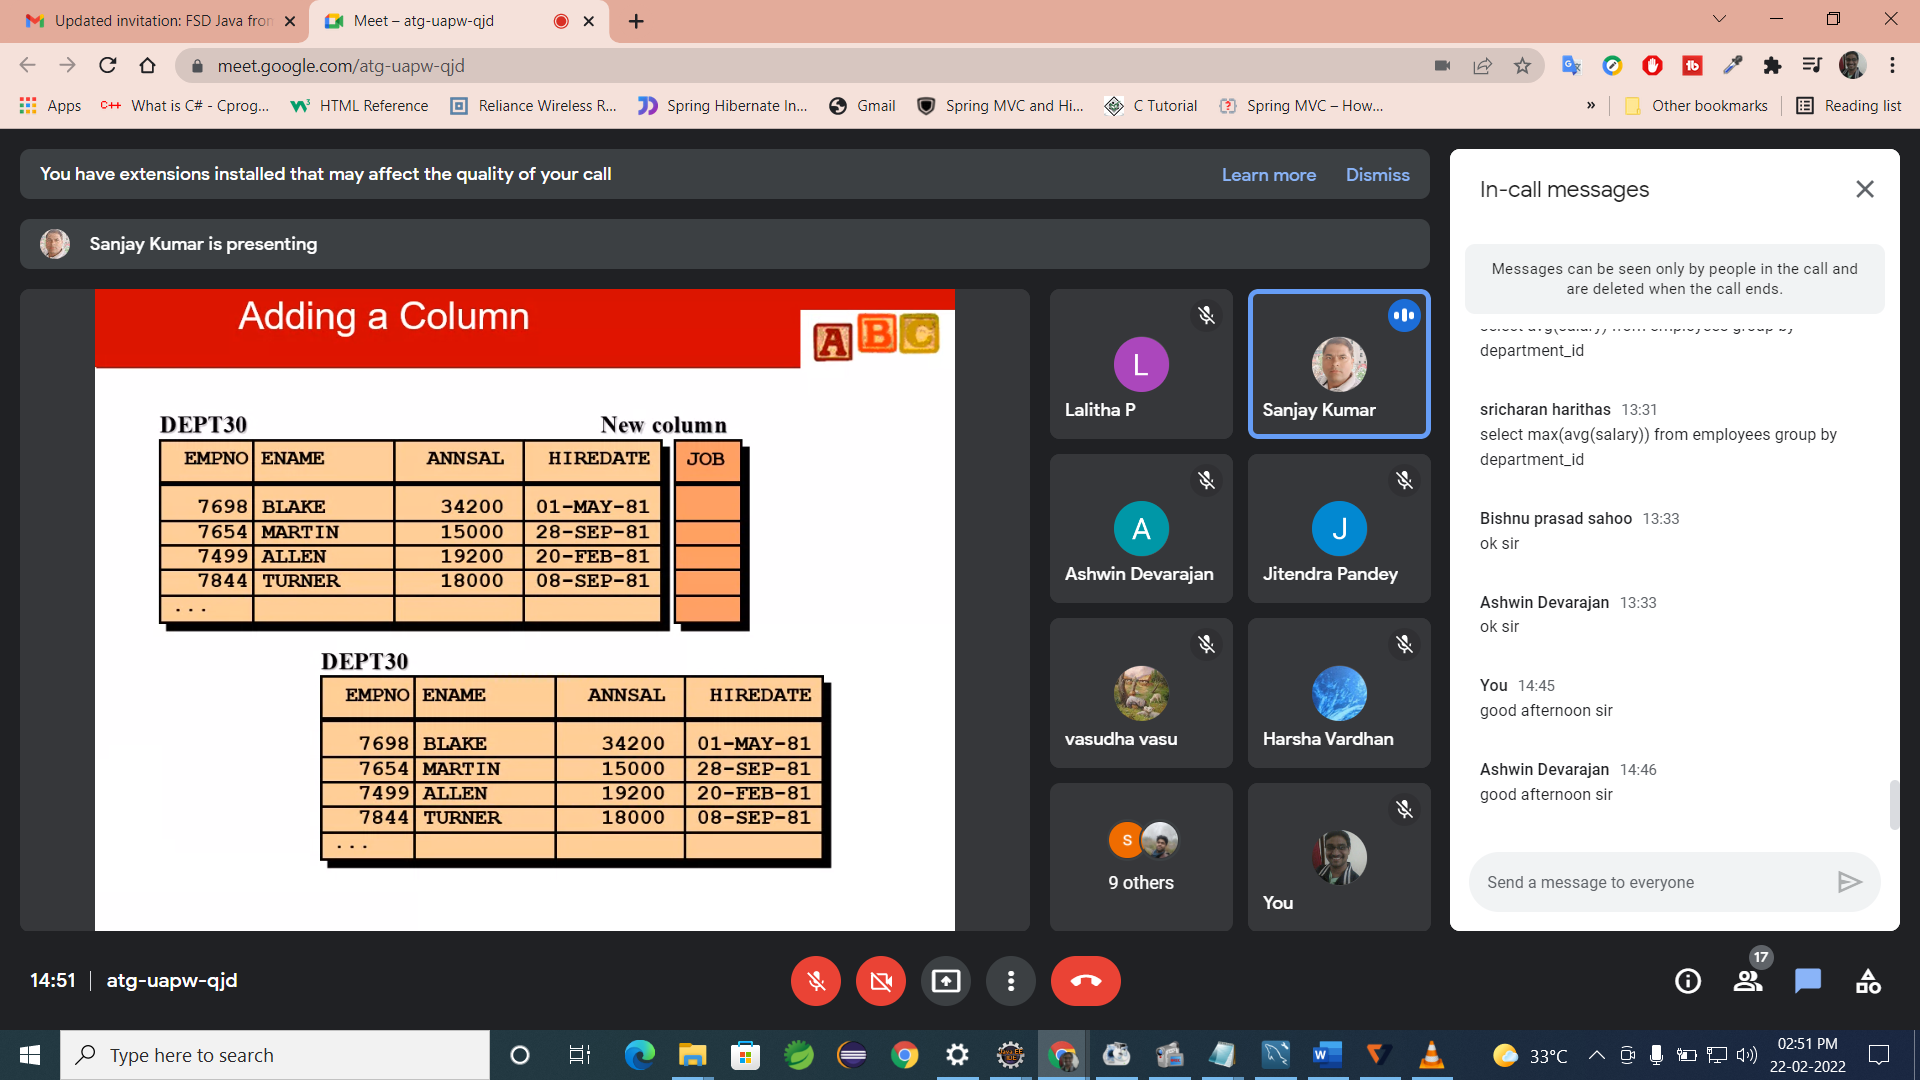 Updated invitation: FSD Java fron
Meet – atg-uapw-qjd
meet.google.com/atg-uapw-qjd
Apps
C++ What is C# - Cprog...
HTML Reference
Reliance Wireless R...
Spring Hibernate In...
Gmail
Spring MVC and Hi...
C Tutorial
Spring MVC – How...
»
Other bookmarks
Reading list
You have extensions installed that may affect the quality of your call
Learn more
Dismiss
Sanjay Kumar is presenting
Adding a Column
A B C
DEPT30 New column
EMPNO ENAME ANNSAL HIREDATE JOB
7698 BLAKE 34200 01-MAY-81
7654 MARTIN 15000 28-SEP-81
7499 ALLEN 19200 20-FEB-81
7844 TURNER 18000 08-SEP-81
...
DEPT30
EMPNO ENAME ANNSAL HIREDATE
7698 BLAKE 34200 01-MAY-81
7654 MARTIN 15000 28-SEP-81
7499 ALLEN 19200 20-FEB-81
7844 TURNER 18000 08-SEP-81
...
L
Lalitha P
Sanjay Kumar
A
Ashwin Devarajan
J
Jitendra Pandey
vasudha vasu
Harsha Vardhan
S
9 others
You
In-call messages
Messages can be seen only by people in the call and
are deleted when the call ends.
select avg(salary) from employees group by
department_id
sricharan harithas 13:31
select max(avg(salary)) from employees group by
department_id
Bishnu prasad sahoo 13:33
ok sir
Ashwin Devarajan 13:33
ok sir
You 14:45
good afternoon sir
Ashwin Devarajan 14:46
good afternoon sir
Send a message to everyone
14:51 | atg-uapw-qjd
17
Type here to search
33°C
02:51 PM
22-02-2022